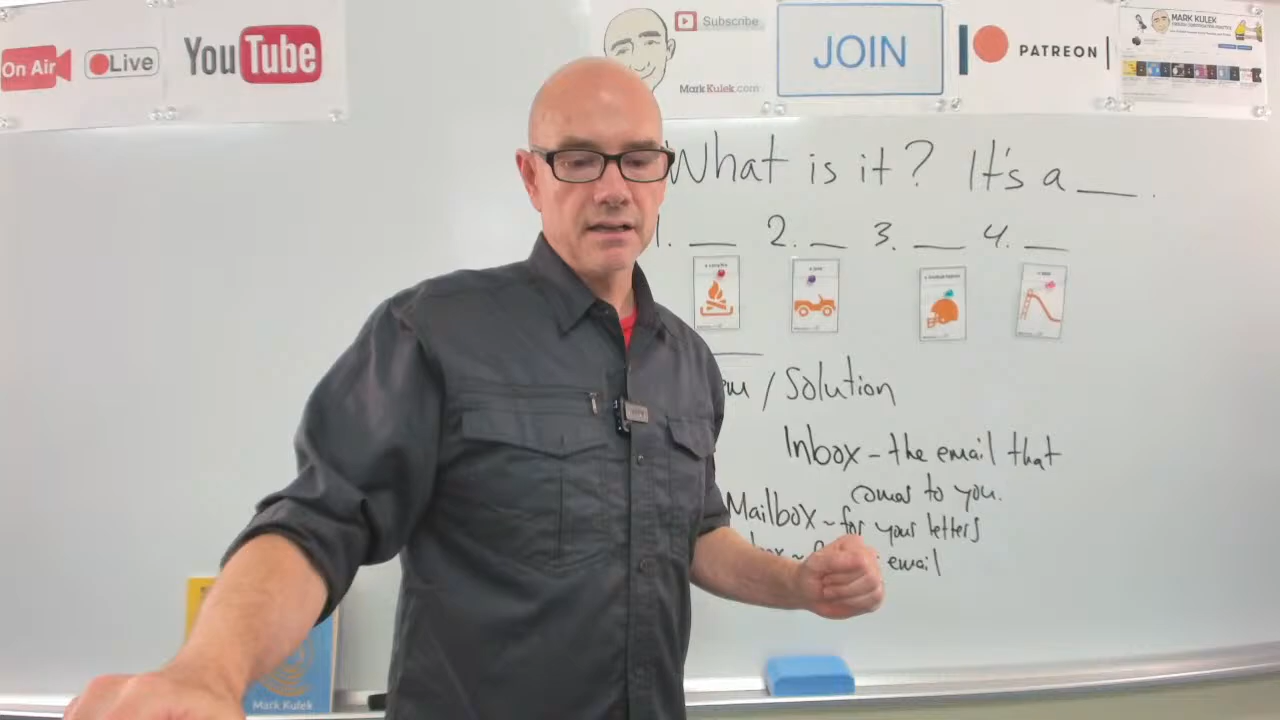 On Air
Live
YouTube
Subscribe
MarkKulek.com
JOIN
PATREON
MARK KULEK
What is it? It's a ___.
1. ___ 2. ___ 3. ___ 4. ___
/ Solution
Inbox - the email that
comes to you.
Mailbox ~ for your letters
email
Mark Kulek